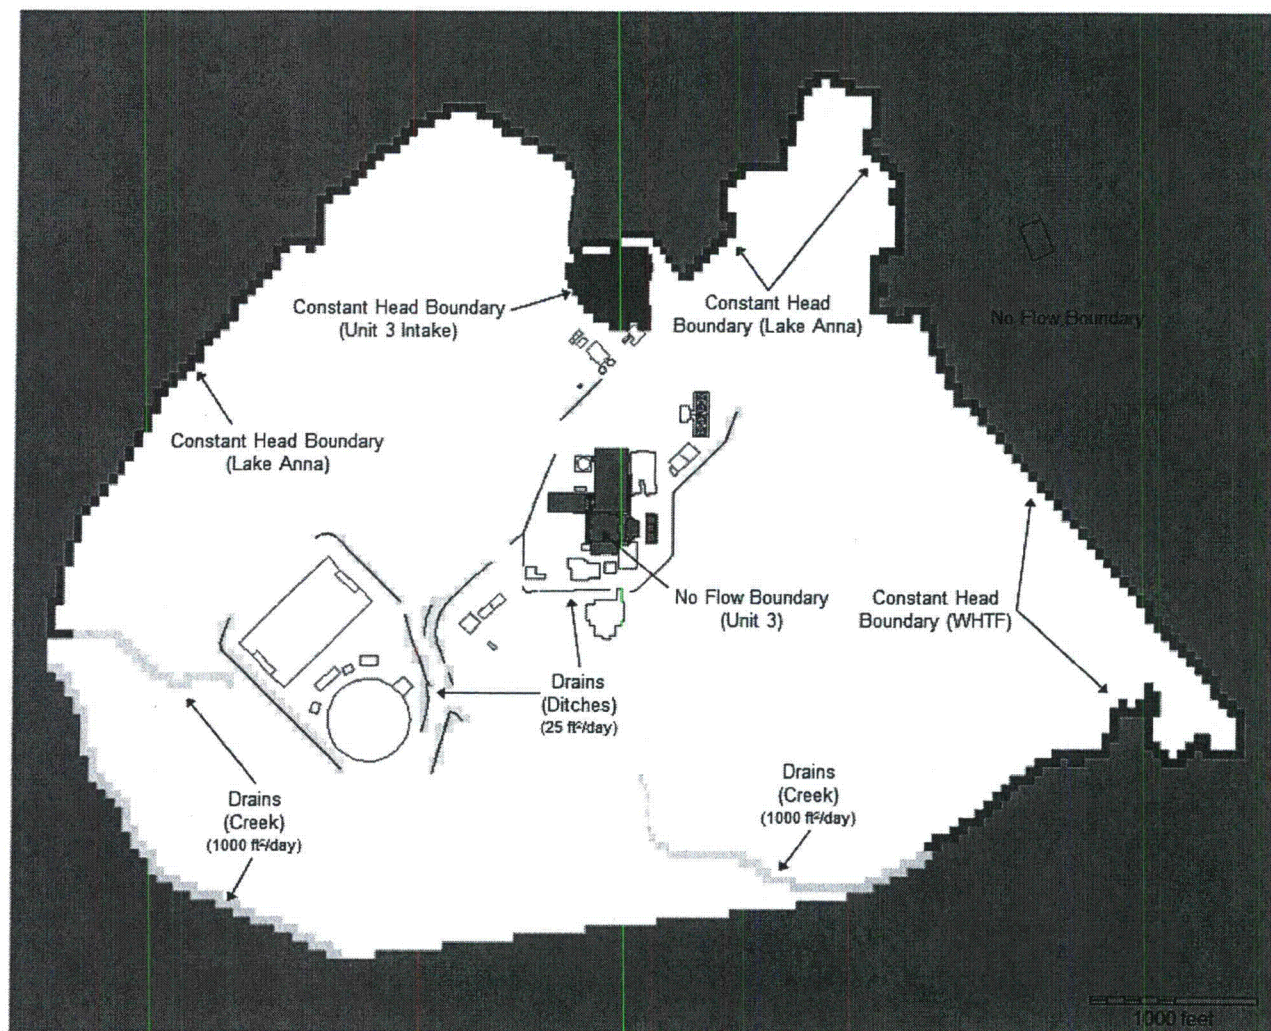 Constant Head Boundary
(Unit 3 Intake)
Constant Head
Boundary (Lake Anna)
No Flow Boundary
Constant Head Boundary
(Lake Anna)
No Flow Boundary
(Unit 3)
Constant Head
Boundary (WHTF)
Drains
(Ditches)
(25 ft²/day)
Drains
(Creek)
(1000 ft²/day)
Drains
(Creek)
(1000 ft²/day)
1000 feet